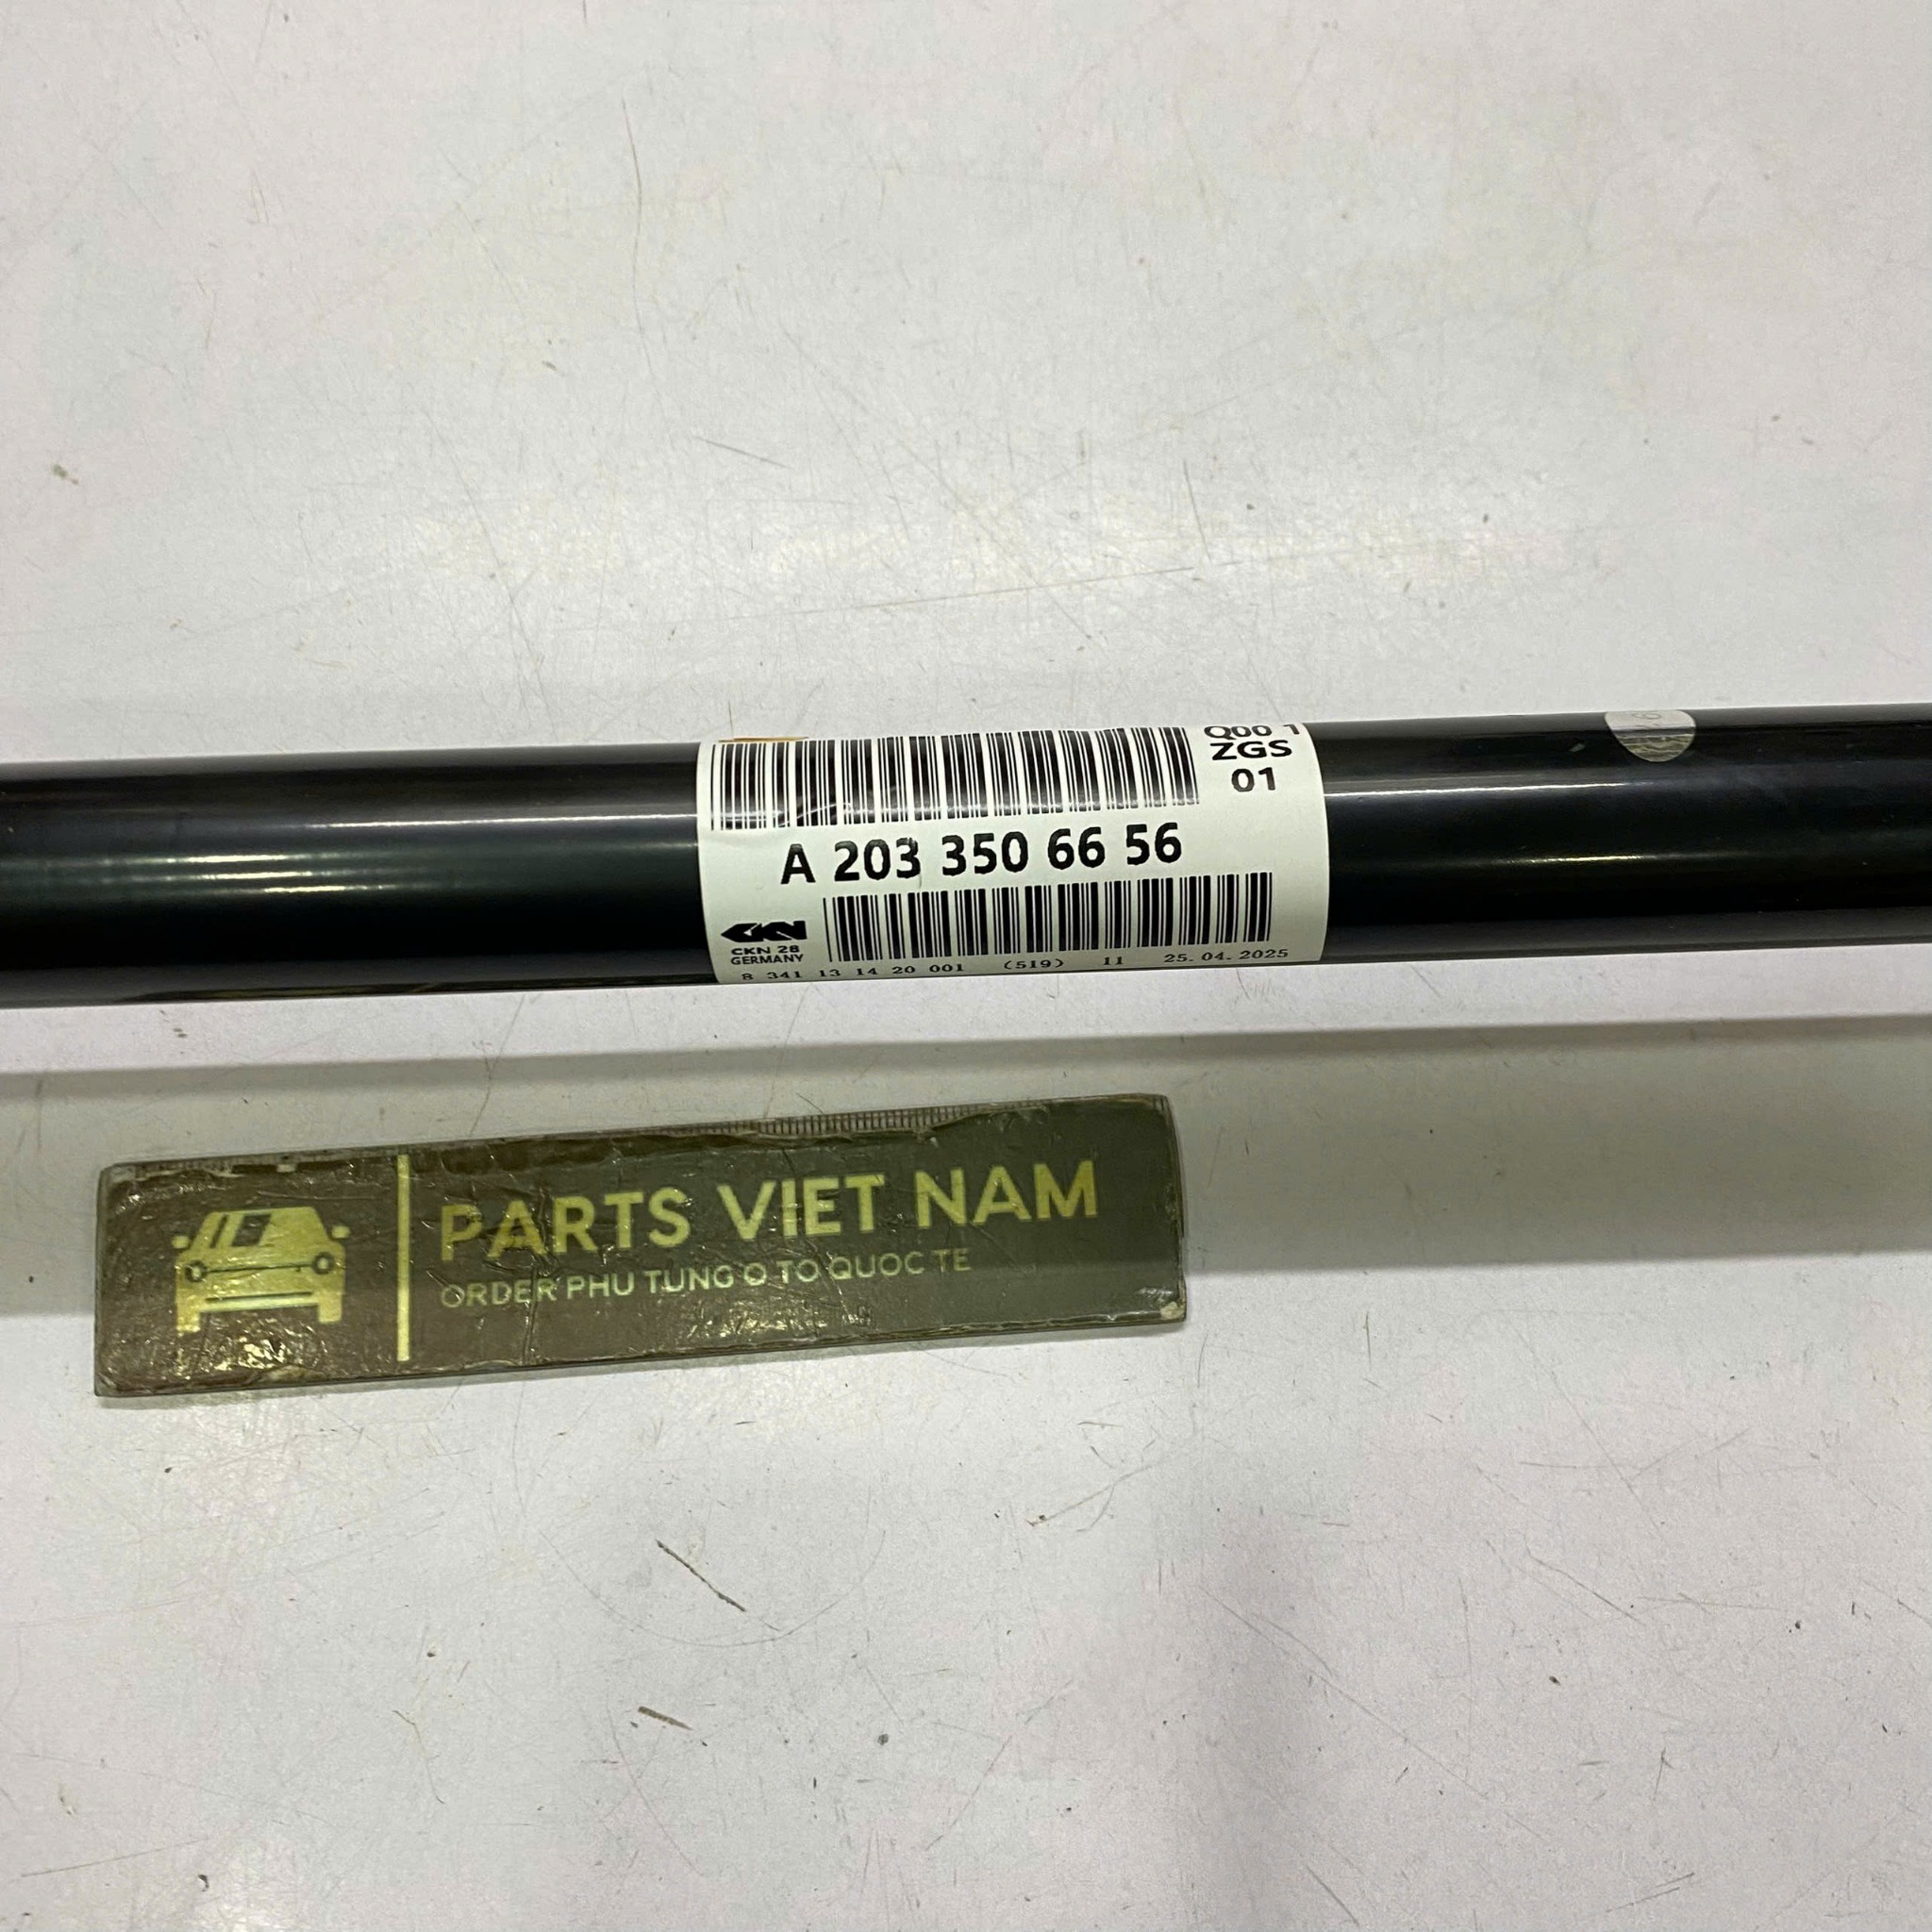 Q00 1
ZGS
01
A 203 350 66 56
GKN
CKN 28
GERMANY
8 341 13 14 20 001 (519) 11 25.04.2025
PARTS VIET NAM
ORDER PHU TUNG O TO QUOC TE